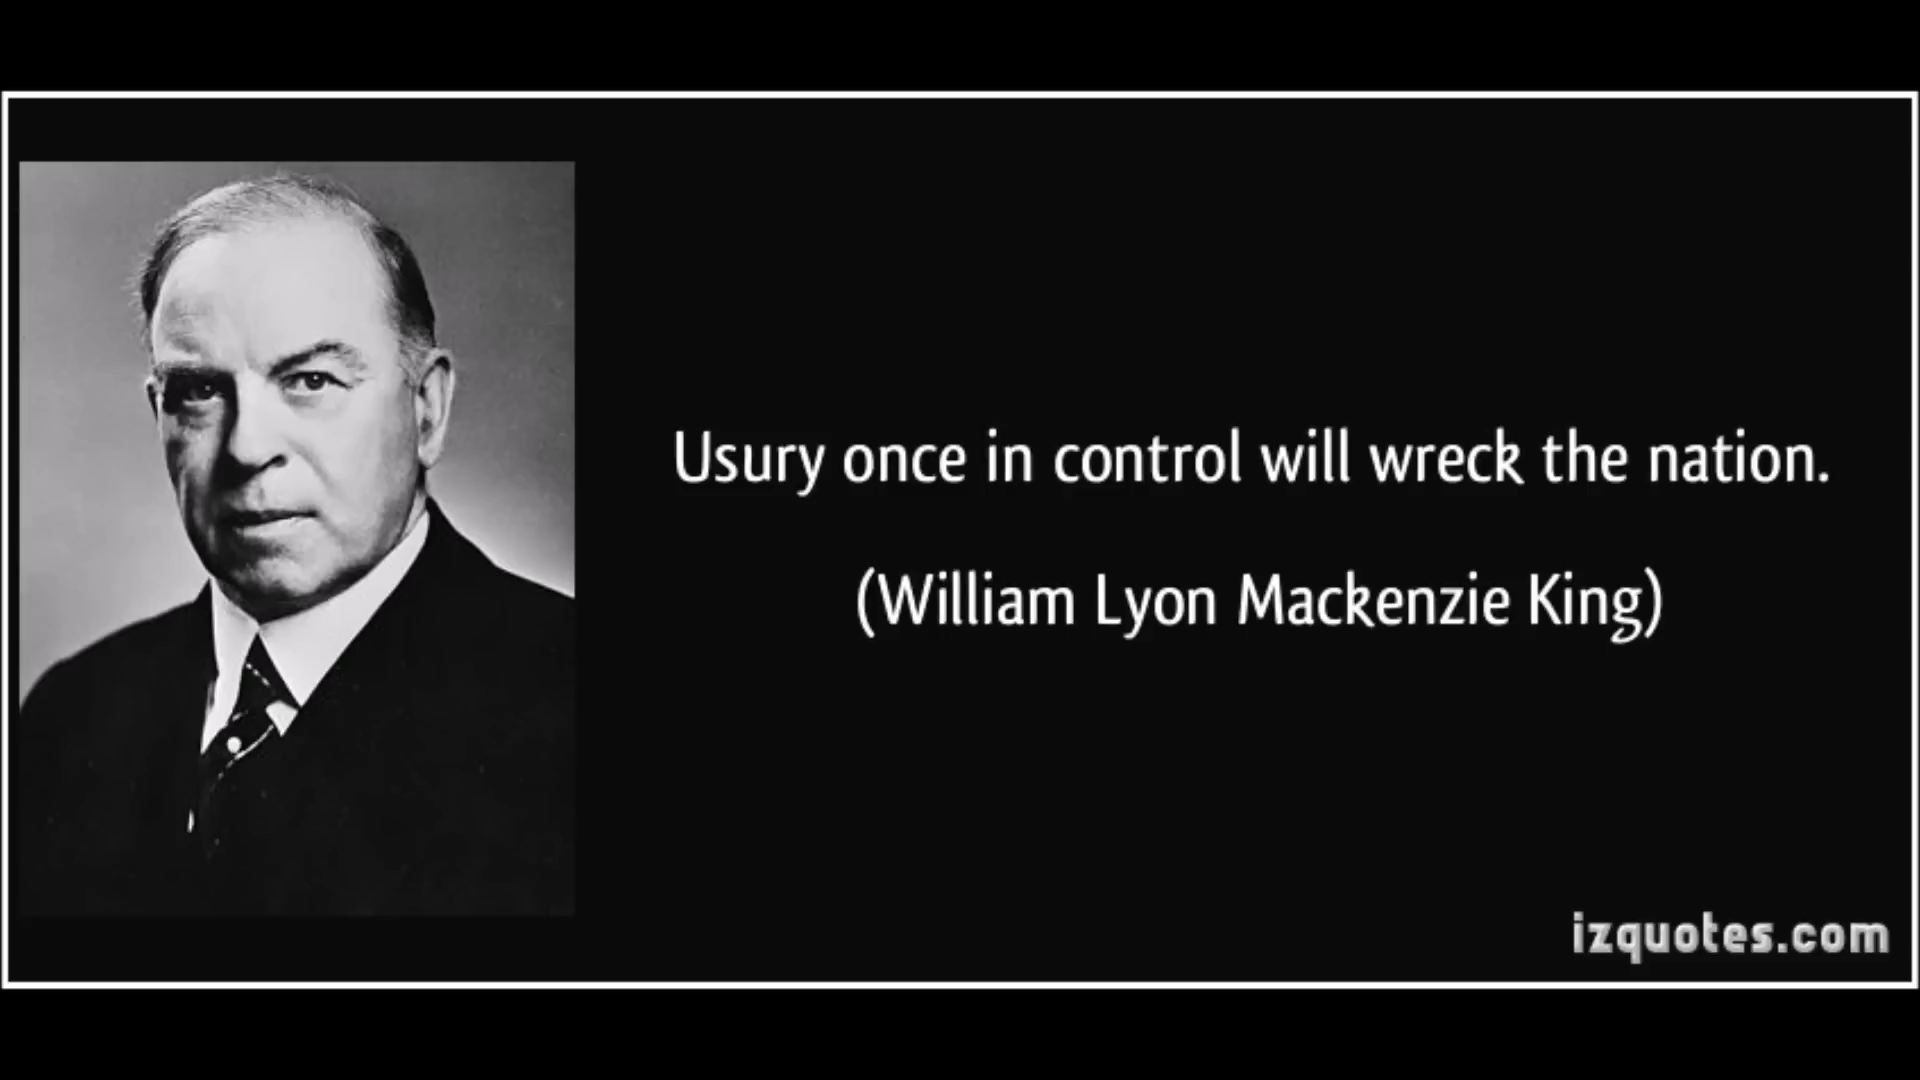 Usury once in control will wreck the nation.
(William Lyon Mackenzie King)
izquotes.com